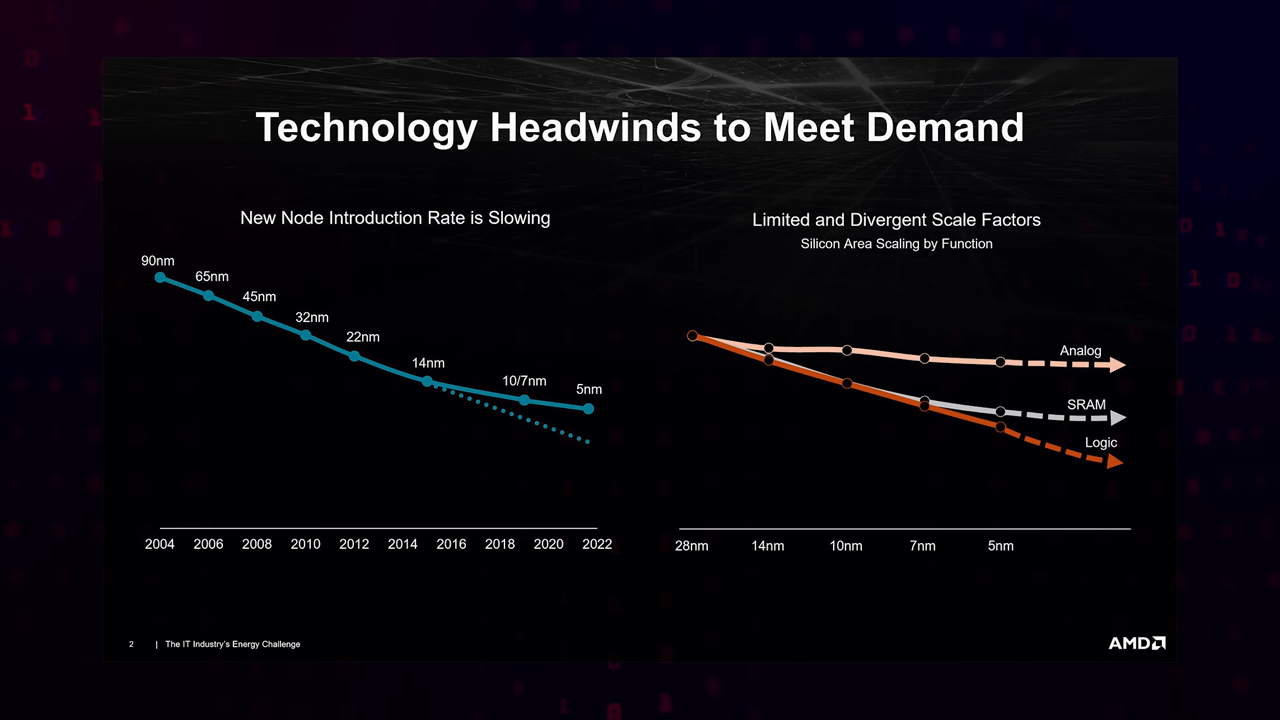 Technology Headwinds to Meet Demand
New Node Introduction Rate is Slowing
90nm
65nm
45nm
32nm
22nm
14nm
10/7nm
5nm
2004 2006 2008 2010 2012 2014 2016 2018 2020 2022
Limited and Divergent Scale Factors
Silicon Area Scaling by Function
Analog
SRAM
Logic
28nm 14nm 10nm 7nm 5nm
2 | The IT Industry's Energy Challenge
AMD